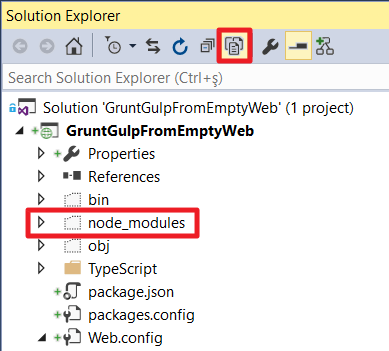 Solution Explorer
Search Solution Explorer (Ctrl+ş)
Solution 'GruntGulpFromEmptyWeb' (1 project)
GruntGulpFromEmptyWeb
Properties
References
bin
node_modules
obj
TypeScript
package.json
packages.config
Web.config